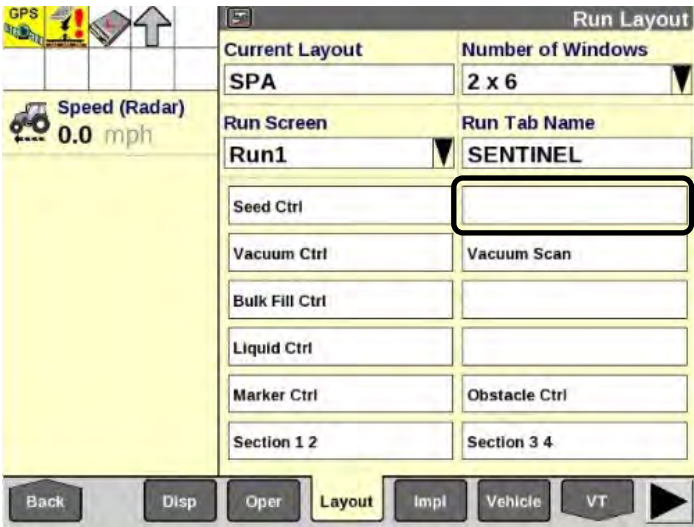 GPS
Run Layout
Speed (Radar)
0.0 mph
Current Layout
Number of Windows
SPA
2 x 6
Run Screen
Run Tab Name
Run1
SENTINEL
Seed Ctrl
Vacuum Ctrl
Vacuum Scan
Bulk Fill Ctrl
Liquid Ctrl
Marker Ctrl
Obstacle Ctrl
Section 1 2
Section 3 4
Back
Disp
Oper
Layout
Impl
Vehicle
VT